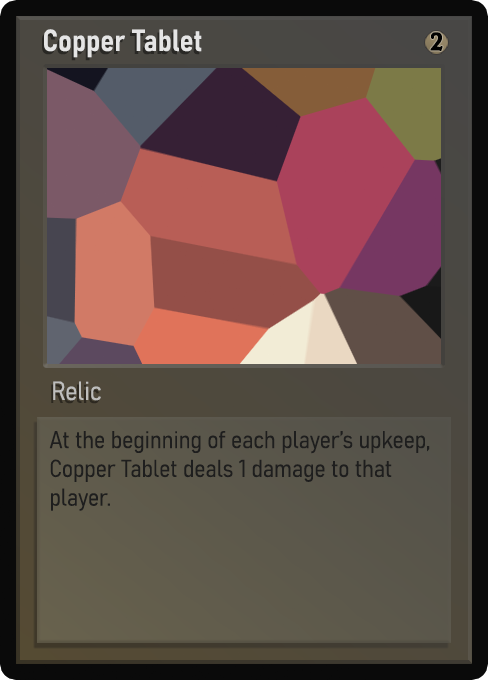 Copper Tablet 2
Relic
At the beginning of each player's upkeep,
Copper Tablet deals 1 damage to that
player.